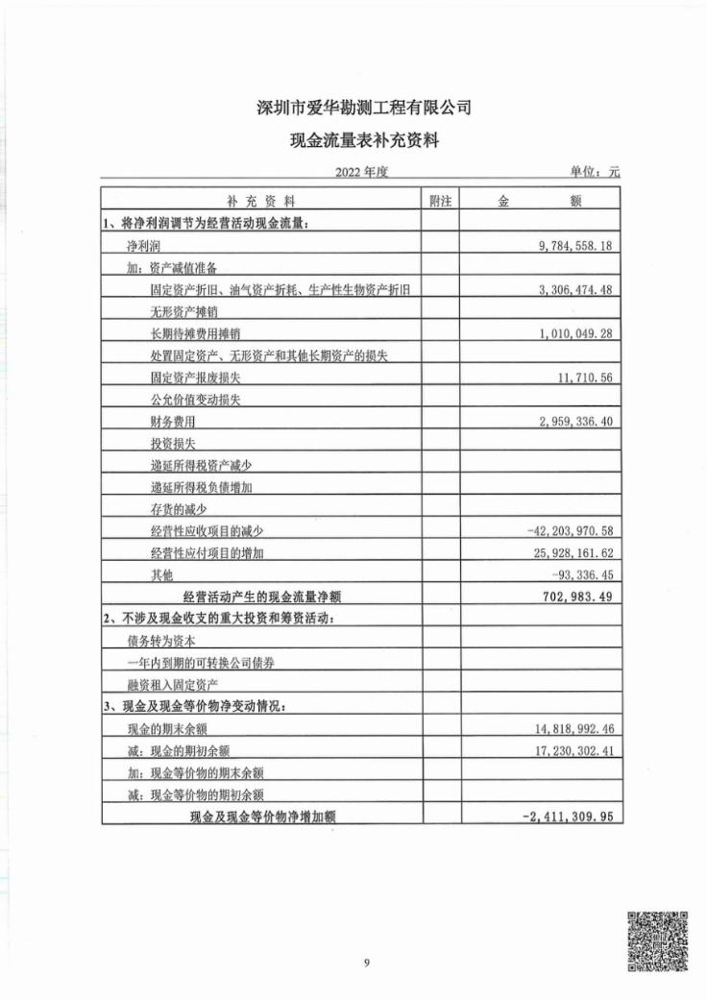 深圳市爱华勘测工程有限公司
现金流量表补充资料
2022 年度 单位：元
补 充 资 料 附注 金 额
1、将净利润调节为经营活动现金流量：
净利润 9,784,558.18
加：资产减值准备
固定资产折旧、油气资产折耗、生产性生物资产折旧 3,306,474.48
无形资产摊销
长期待摊费用摊销 1,010,049.28
处置固定资产、无形资产和其他长期资产的损失
固定资产报废损失 11,710.56
公允价值变动损失
财务费用 2,959,336.40
投资损失
递延所得税资产减少
递延所得税负债增加
存货的减少
经营性应收项目的减少 -42,203,970.58
经营性应付项目的增加 25,928,161.62
其他 -93,336.45
经营活动产生的现金流量净额 702,983.49
2、不涉及现金收支的重大投资和筹资活动：
债务转为资本
一年内到期的可转换公司债券
融资租入固定资产
3、现金及现金等价物净变动情况：
现金的期末余额 14,818,992.46
减：现金的期初余额 17,230,302.41
加：现金等价物的期末余额
减：现金等价物的期初余额
现金及现金等价物净增加额 -2,411,309.95
9